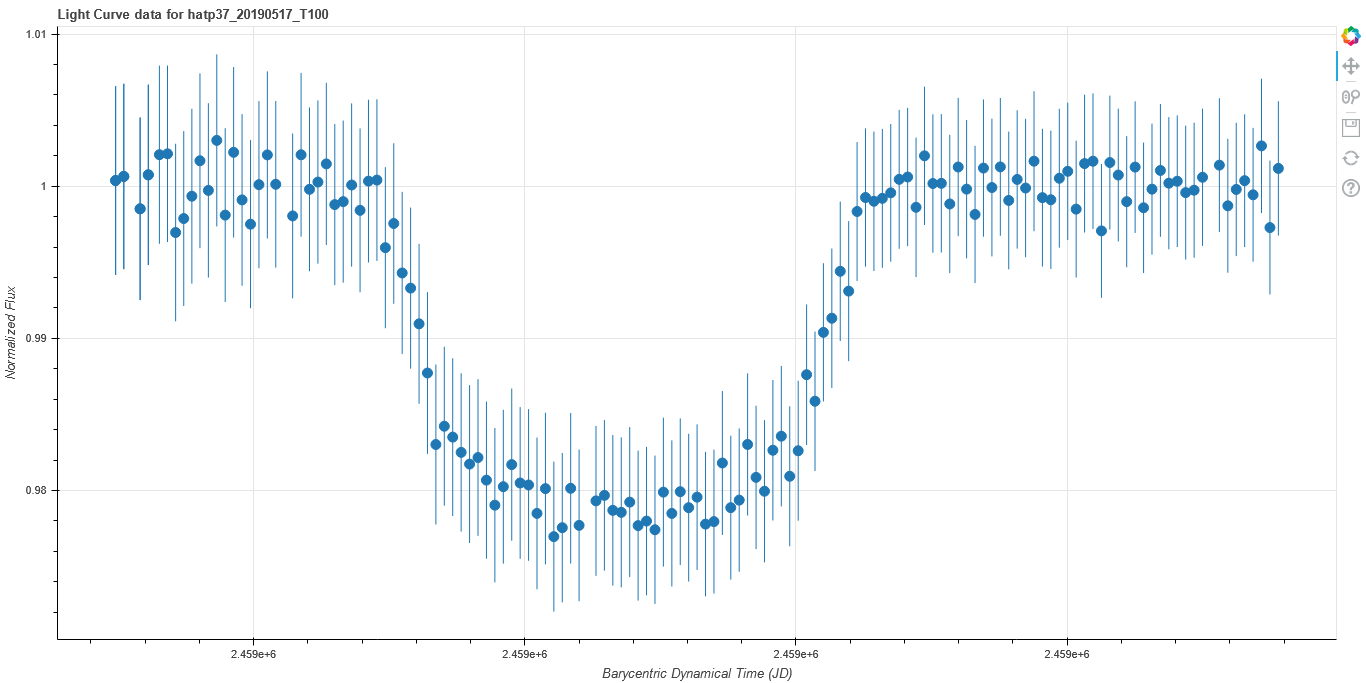 Light Curve data for hatp37_20190517_T100
1.01
1
0.99
0.98
Normalized Flux
2.459e+6 2.459e+6 2.459e+6 2.459e+6
Barycentric Dynamical Time (JD)